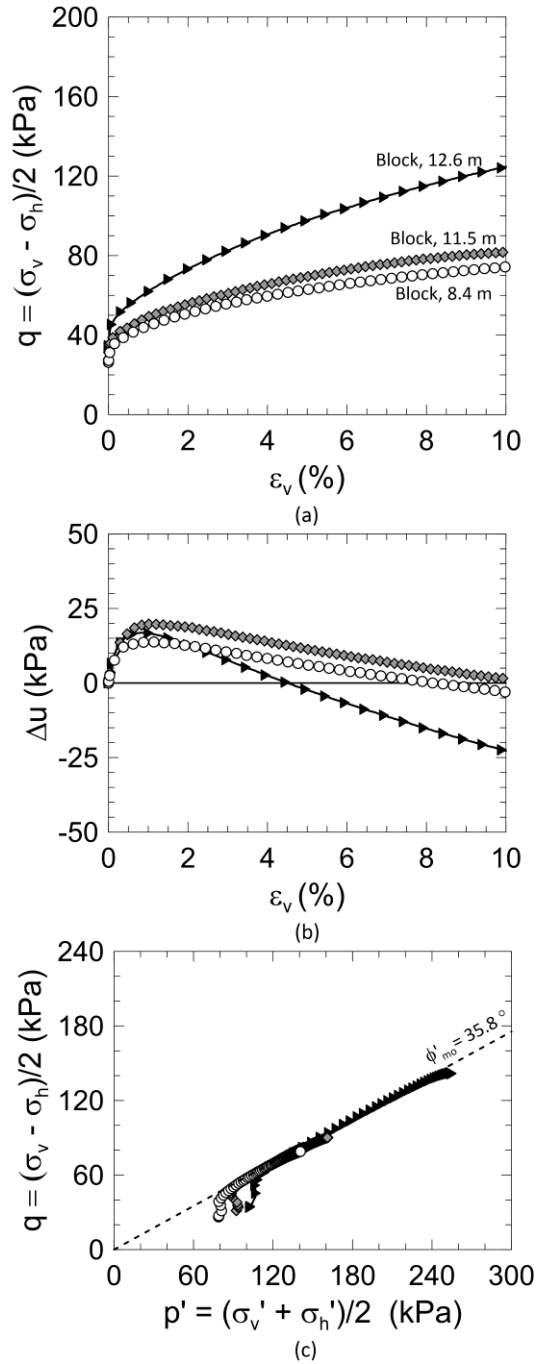 200
160
120
80
40
0
q = (σᵥ - σₕ)/2 (kPa)
Block, 12.6 m
Block, 11.5 m
Block, 8.4 m
0 2 4 6 8 10
εᵥ (%)
(a)
50
25
0
-25
-50
Δu (kPa)
0 2 4 6 8 10
εᵥ (%)
(b)
240
180
120
60
0
q = (σᵥ - σₕ)/2 (kPa)
ϕ'ₘₒ = 35.8 °
0 60 120 180 240 300
p' = (σᵥ' + σₕ')/2 (kPa)
(c)